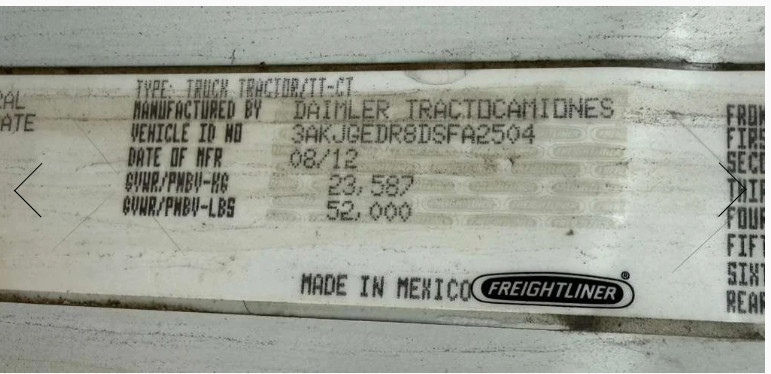 TYPE: TRUCK TRACTOR/TT-CT
MANUFACTURED BY DAIMLER TRACTOCAMIONES
VEHICLE ID NO 3AKJGEDR8DSFA2504
DATE OF MFR 08/12
GVWR/PNBV-KG 23,587
GVWR/PNBV-LBS 52,000
MADE IN MEXICO FREIGHTLINER®
CAL
ATE
FRON
FIRS
SECO
THIR
FOUR
FIFT
SIXT
REAR